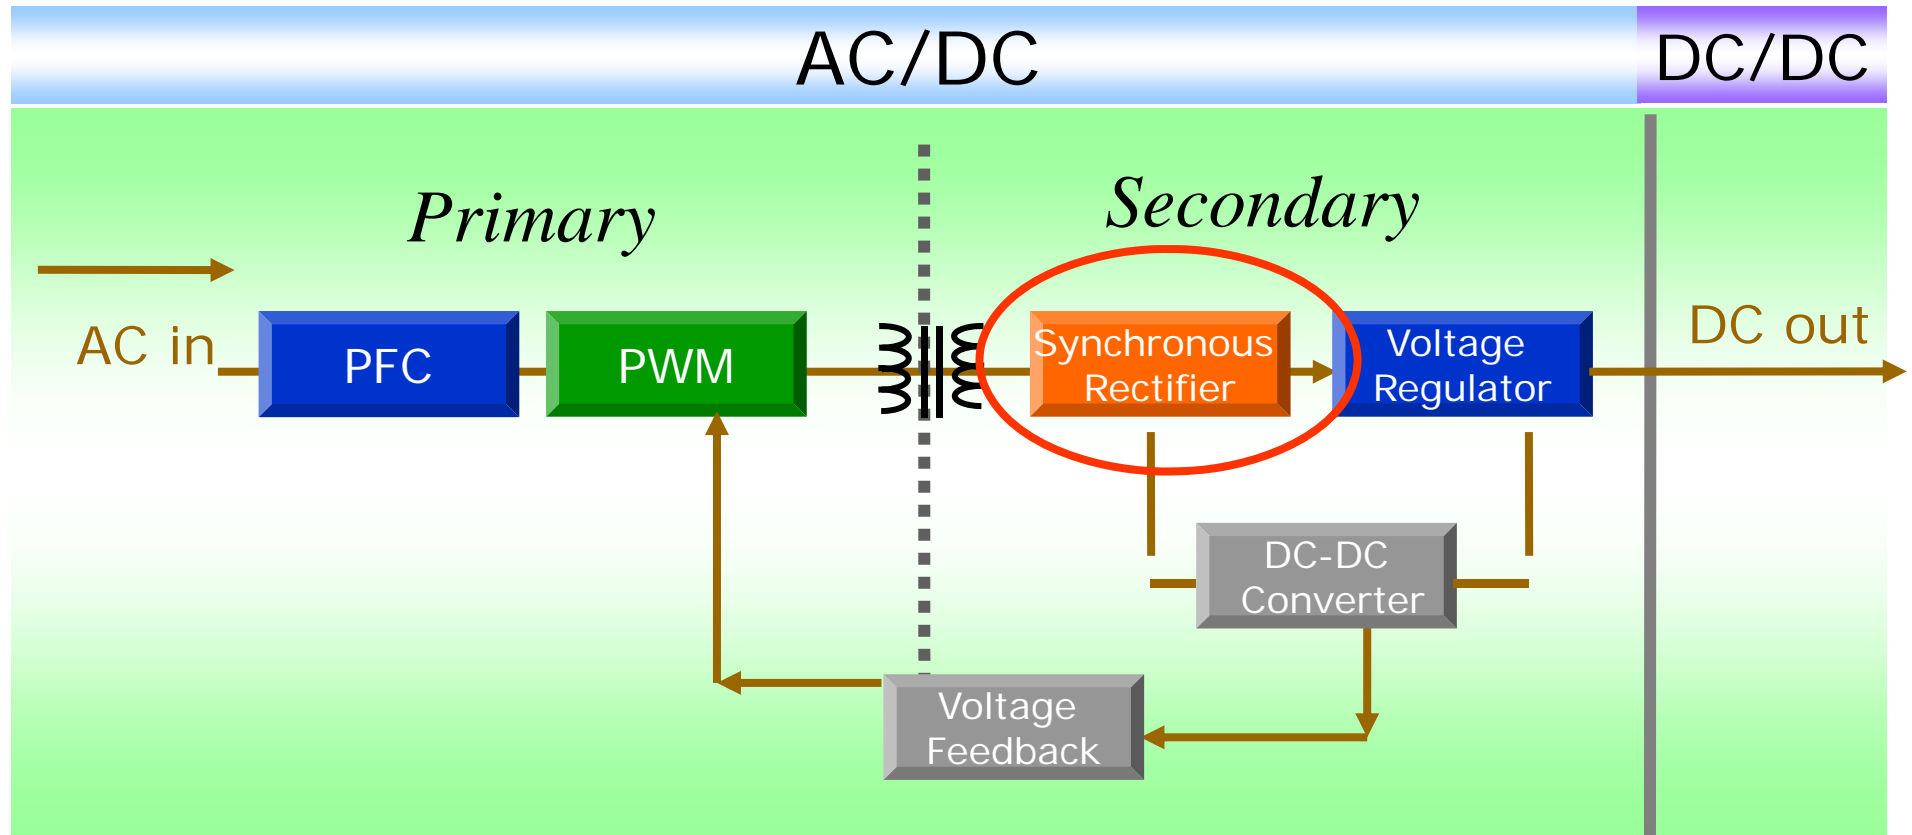 AC/DC
DC/DC
Primary
Secondary
AC in
PFC
PWM
Synchronous
Rectifier
Voltage
Regulator
DC out
DC-DC
Converter
Voltage
Feedback